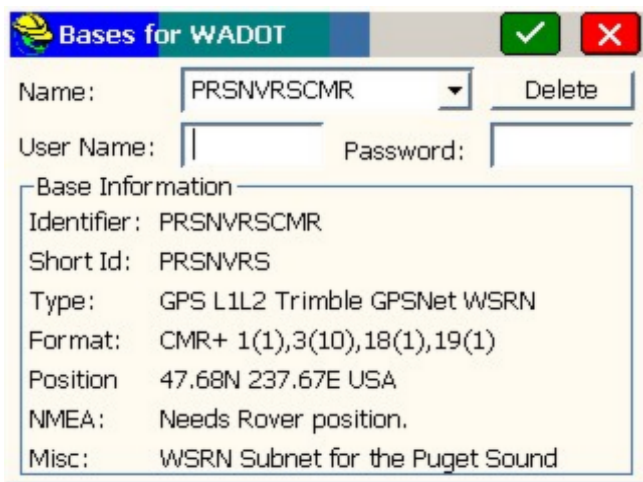 Bases for WADOT
Name: PRSNVRSCMR Delete
User Name: Password:
Base Information
Identifier: PRSNVRSCMR
Short Id: PRSNVRS
Type: GPS L1L2 Trimble GPSNet WSRN
Format: CMR+ 1(1),3(10),18(1),19(1)
Position 47.68N 237.67E USA
NMEA: Needs Rover position.
Misc: WSRN Subnet for the Puget Sound